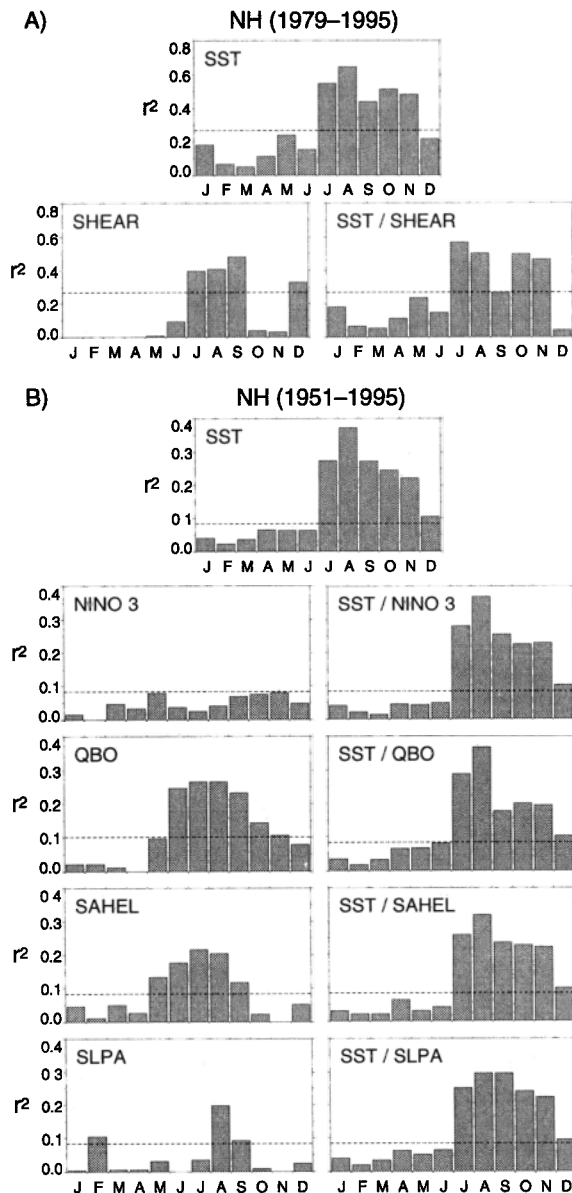 A) NH (1979–1995)
SST
r²
0.8
0.6
0.4
0.2
0.0
J F M A M J J A S O N D
SHEAR
SST / SHEAR
r²
0.8
0.6
0.4
0.2
0.0
J F M A M J J A S O N D
J F M A M J J A S O N D
B) NH (1951–1995)
SST
r²
0.4
0.3
0.2
0.1
0.0
NINO 3
SST / NINO 3
r²
0.4
0.3
0.2
0.1
0.0
QBO
SST / QBO
r²
0.4
0.3
0.2
0.1
0.0
SAHEL
SST / SAHEL
r²
0.4
0.3
0.2
0.1
0.0
SLPA
SST / SLPA
r²
0.4
0.3
0.2
0.1
0.0
J F M A M J J A S O N D
J F M A M J J A S O N D